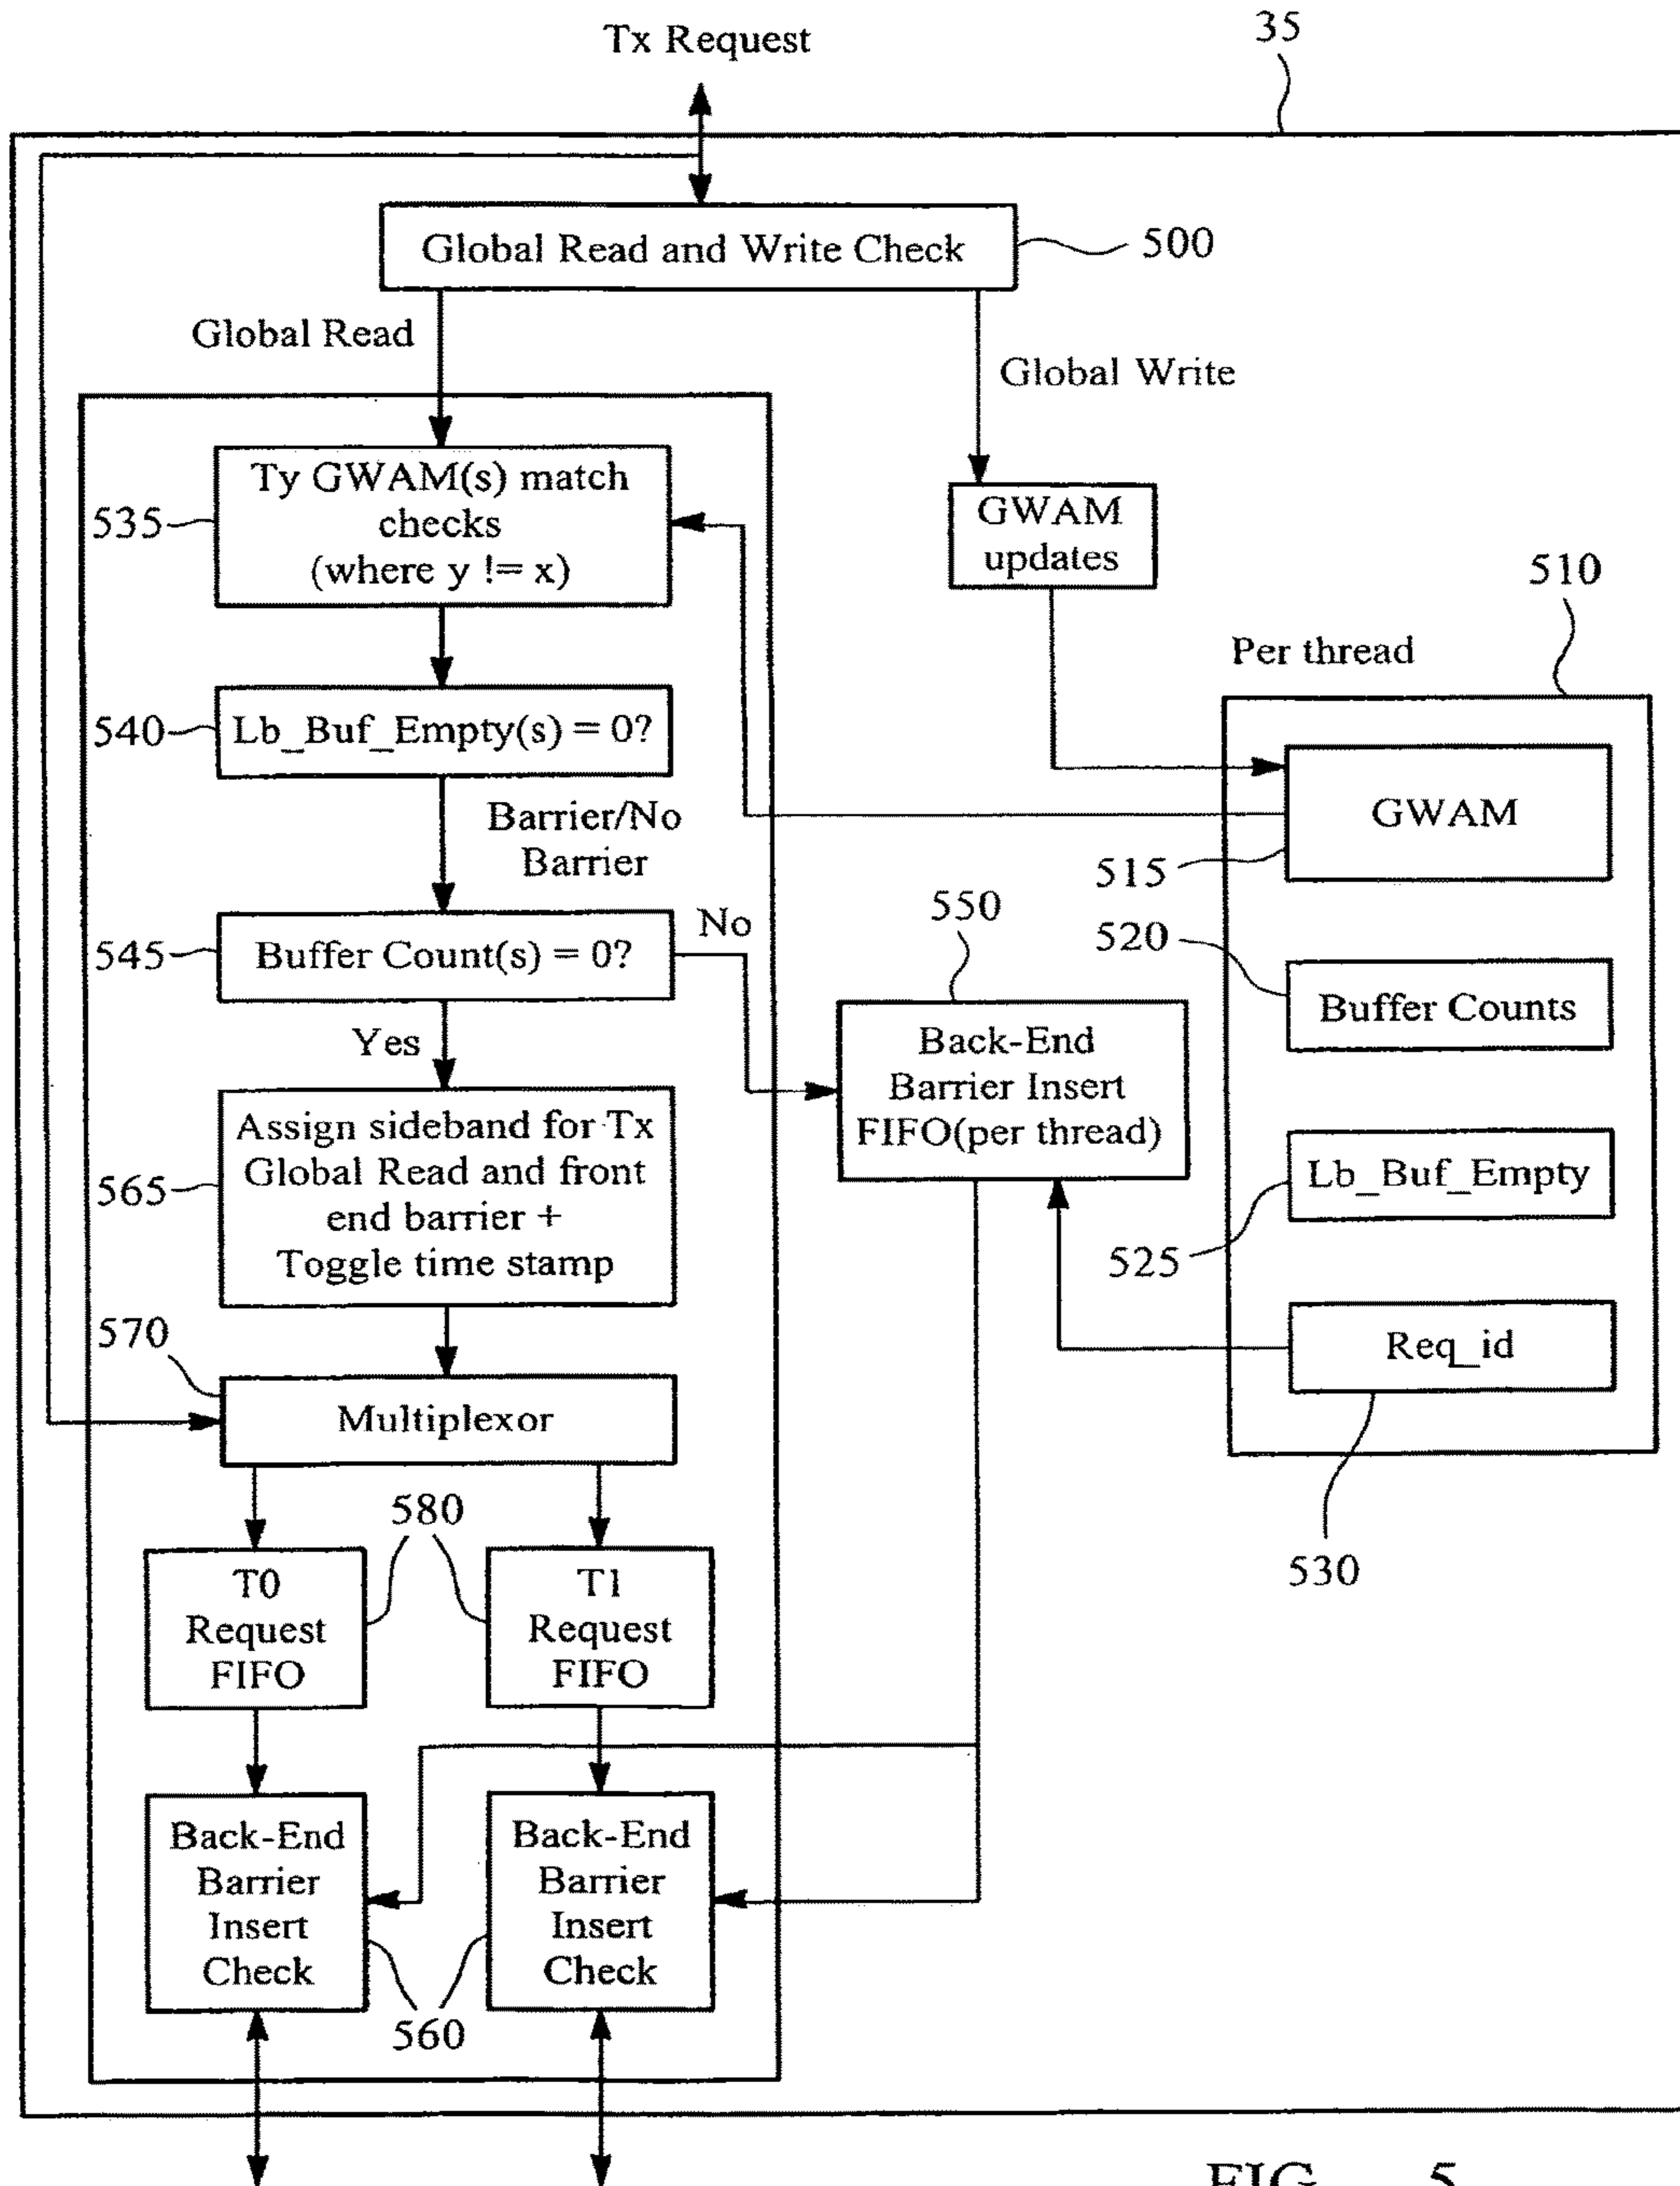 Tx Request
35
Global Read and Write Check
500
Global Read
Global Write
Ty GWAM(s) match
checks
(where y != x)
535
GWAM
updates
510
Per thread
540
Lb_Buf_Empty(s) = 0?
GWAM
515
Barrier/No
Barrier
550
520
545
Buffer Count(s) = 0?
No
Buffer Counts
Yes
Back-End
Barrier Insert
FIFO(per thread)
565
Assign sideband for Tx
Global Read and front
end barrier +
Toggle time stamp
Lb_Buf_Empty
525
570
Multiplexor
Req_id
530
580
T0
Request
FIFO
T1
Request
FIFO
Back-End
Barrier
Insert
Check
Back-End
Barrier
Insert
Check
560
FIG. 5